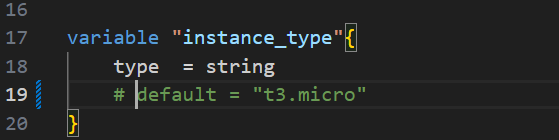 16
17 variable "instance_type"{
18 type = string
19 # default = "t3.micro"
20 }